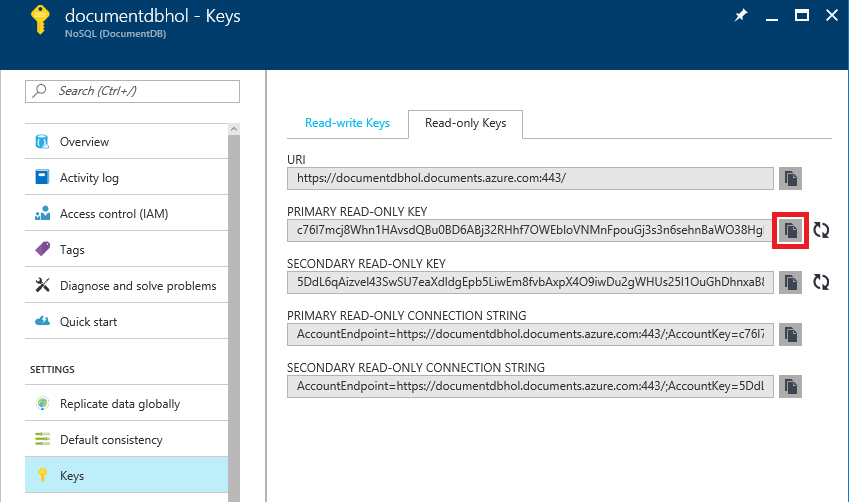 documentdbhol - Keys
NoSQL (DocumentDB)
Search (Ctrl+/)
Overview
Activity log
Access control (IAM)
Tags
Diagnose and solve problems
Quick start
SETTINGS
Replicate data globally
Default consistency
Keys
Read-write Keys
Read-only Keys
URI
https://documentdbhol.documents.azure.com:443/
PRIMARY READ-ONLY KEY
SECONDARY READ-ONLY KEY
PRIMARY READ-ONLY CONNECTION STRING
AccountEndpoint=https://documentdbhol.documents.azure.com:443/;AccountKey=c76I7
SECONDARY READ-ONLY CONNECTION STRING
AccountEndpoint=https://documentdbhol.documents.azure.com:443/;AccountKey=5DdL